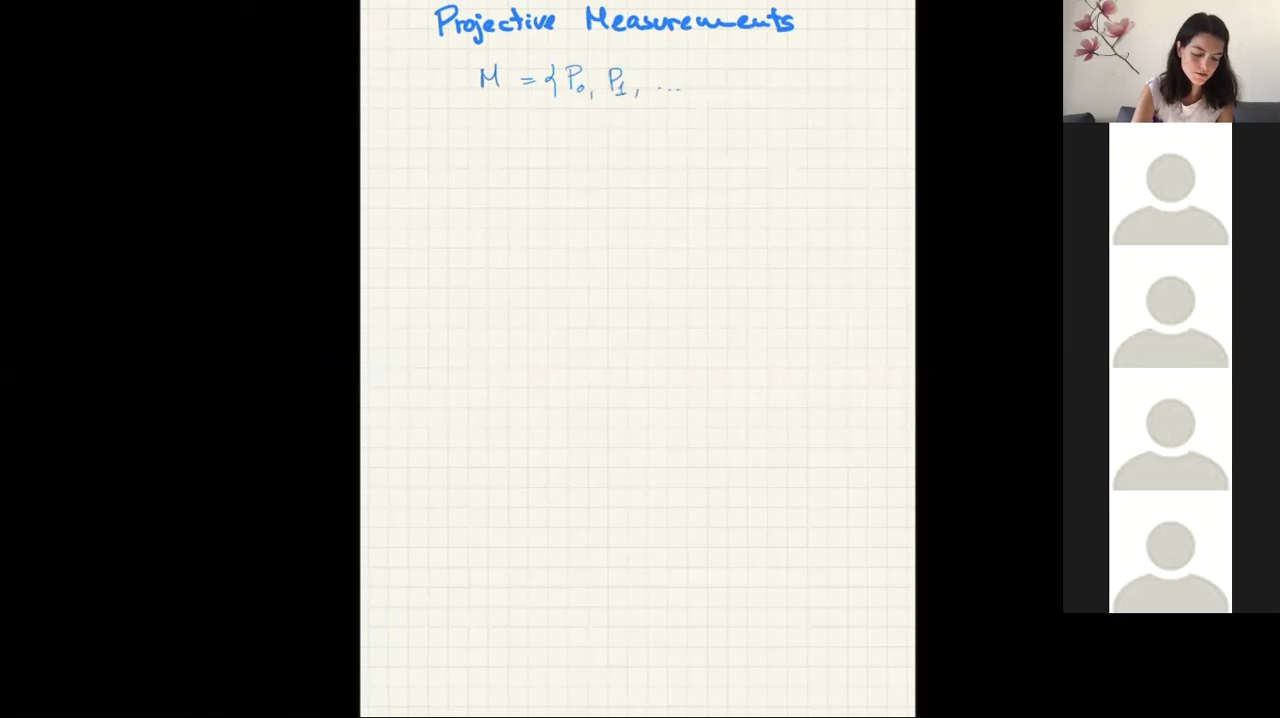 Projective Measurements
M = { P₀, P₁, ...